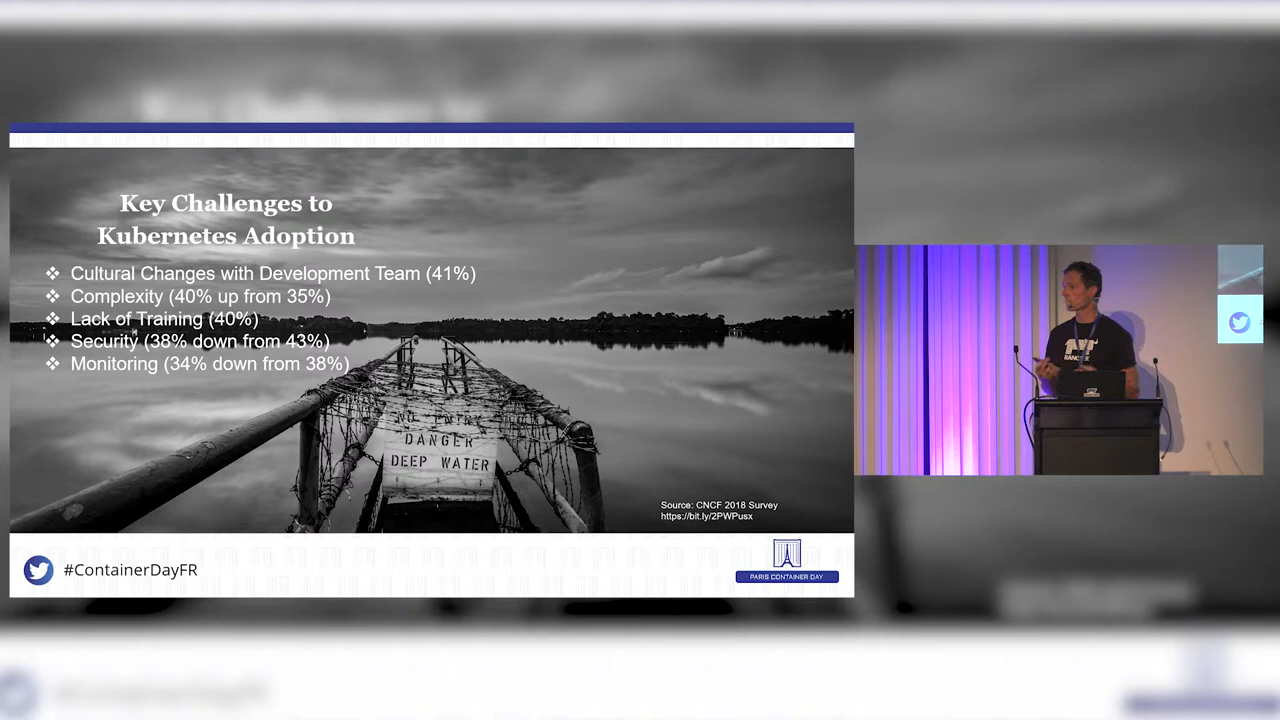 Key Challenges to
Kubernetes Adoption
❖ Cultural Changes with Development Team (41%)
❖ Complexity (40% up from 35%)
❖ Lack of Training (40%)
❖ Security (38% down from 43%)
❖ Monitoring (34% down from 38%)
DANGER
DEEP WATER
Source: CNCF 2018 Survey
https://bit.ly/2PWPusx
#ContainerDayFR
PARIS CONTAINER DAY